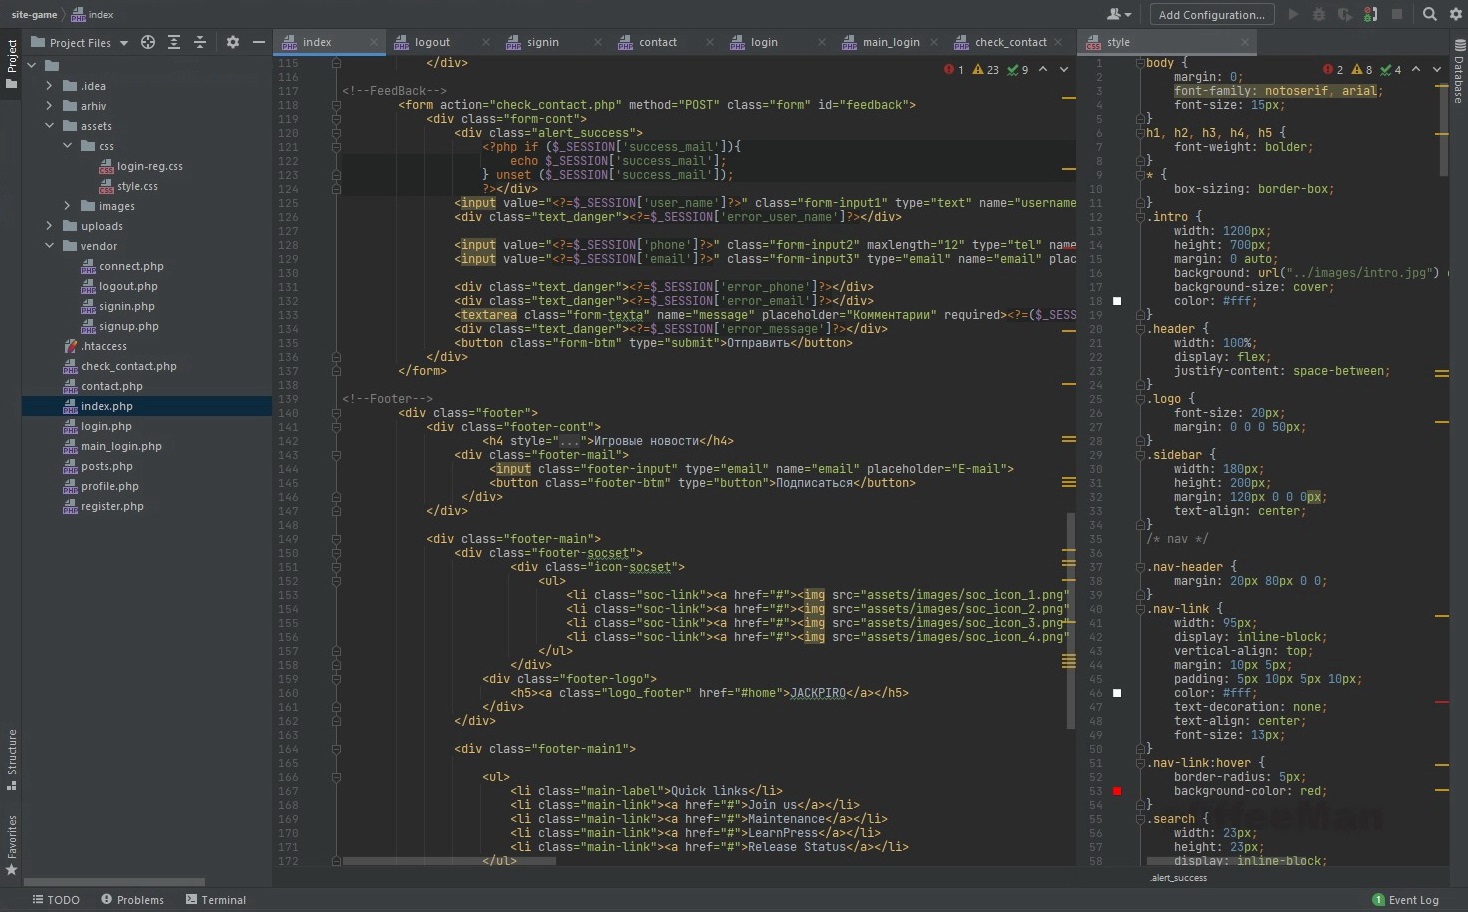 site-game index
Add Configuration...
Project Files
index
logout
signin
contact
login
main_login
check_contact
style
Project
Structure
Favorites
Database
.idea
arhiv
assets
css
login-reg.css
style.css
images
uploads
vendor
connect.php
logout.php
signin.php
signup.php
.htaccess
check_contact.php
contact.php
index.php
login.php
main_login.php
posts.php
profile.php
register.php
1 23 9
115 </div>
116
117 <!--FeedBack-->
118 <form action="check_contact.php" method="POST" class="form" id="feedback">
119 <div class="form-cont">
120 <div class="alert_success">
121 <?php if ($_SESSION['success_mail']){
122 echo $_SESSION['success_mail'];
123 } unset ($_SESSION['success_mail']);
124 ?></div>
125 <input value="<?=$_SESSION['user_name']?>" class="form-input1" type="text" name="username
126 <div class="text_danger"><?=$_SESSION['error_user_name']?></div>
127
128 <input value="<?=$_SESSION['phone']?>" class="form-input2" maxlength="12" type="tel" name
129 <input value="<?=$_SESSION['email']?>" class="form-input3" type="email" name="email" plac
130
131 <div class="text_danger"><?=$_SESSION['error_phone']?></div>
132 <div class="text_danger"><?=$_SESSION['error_email']?></div>
133 <textarea class="form-texta" name="message" placeholder="Комментарии" required><?=($_SESS
134 <div class="text_danger"><?=$_SESSION['error_message']?></div>
135 <button class="form-btm" type="submit">Отправить</button>
136 </div>
137 </form>
138
139 <!--Footer-->
140 <div class="footer">
141 <div class="footer-cont">
142 <h4 style="...">Игровые новости</h4>
143 <div class="footer-mail">
144 <input class="footer-input" type="email" name="email" placeholder="E-mail">
145 <button class="footer-btm" type="button">Подписаться</button>
146 </div>
147 </div>
148
149 <div class="footer-main">
150 <div class="footer-socset">
151 <div class="icon-socset">
152 <ul>
153 <li class="soc-link"><a href="#"><img src="assets/images/soc_icon_1.png"
154 <li class="soc-link"><a href="#"><img src="assets/images/soc_icon_2.png"
155 <li class="soc-link"><a href="#"><img src="assets/images/soc_icon_3.png"
156 <li class="soc-link"><a href="#"><img src="assets/images/soc_icon_4.png"
157 </ul>
158 </div>
159 <div class="footer-logo">
160 <h5><a class="logo_footer" href="#home">JACKPIRO</a></h5>
161 </div>
162 </div>
163
164 <div class="footer-main1">
165
166 <ul>
167 <li class="main-label">Quick links</li>
168 <li class="main-link"><a href="#">Join us</a></li>
169 <li class="main-link"><a href="#">Maintenance</a></li>
170 <li class="main-link"><a href="#">LearnPress</a></li>
171 <li class="main-link"><a href="#">Release Status</a></li>
172 </ul>
2 8 4
1 body {
2 margin: 0;
3 font-family: notoserif, arial;
4 font-size: 15px;
5 }
6 h1, h2, h3, h4, h5 {
7 font-weight: bolder;
8 }
9 * {
10 box-sizing: border-box;
11 }
12 .intro {
13 width: 1200px;
14 height: 700px;
15 margin: 0 auto;
16 background: url("../images/intro.jpg")
17 background-size: cover;
18 color: #fff;
19 }
20 .header {
21 width: 100%;
22 display: flex;
23 justify-content: space-between;
24 }
25 .logo {
26 font-size: 20px;
27 margin: 0 0 0 50px;
28 }
29 .sidebar {
30 width: 180px;
31 height: 200px;
32 margin: 120px 0 0 0px;
33 text-align: center;
34 }
35 /* nav */
36
37 .nav-header {
38 margin: 20px 80px 0 0;
39 }
40 .nav-link {
41 width: 95px;
42 display: inline-block;
43 vertical-align: top;
44 margin: 10px 5px;
45 padding: 5px 10px 5px 10px;
46 color: #fff;
47 text-decoration: none;
48 text-align: center;
49 font-size: 13px;
50 }
51 .nav-link:hover {
52 border-radius: 5px;
53 background-color: red;
54 }
55 .search {
56 width: 23px;
57 height: 23px;
58 display: inline-block;
.alert_success
TODO Problems Terminal
1 Event Log